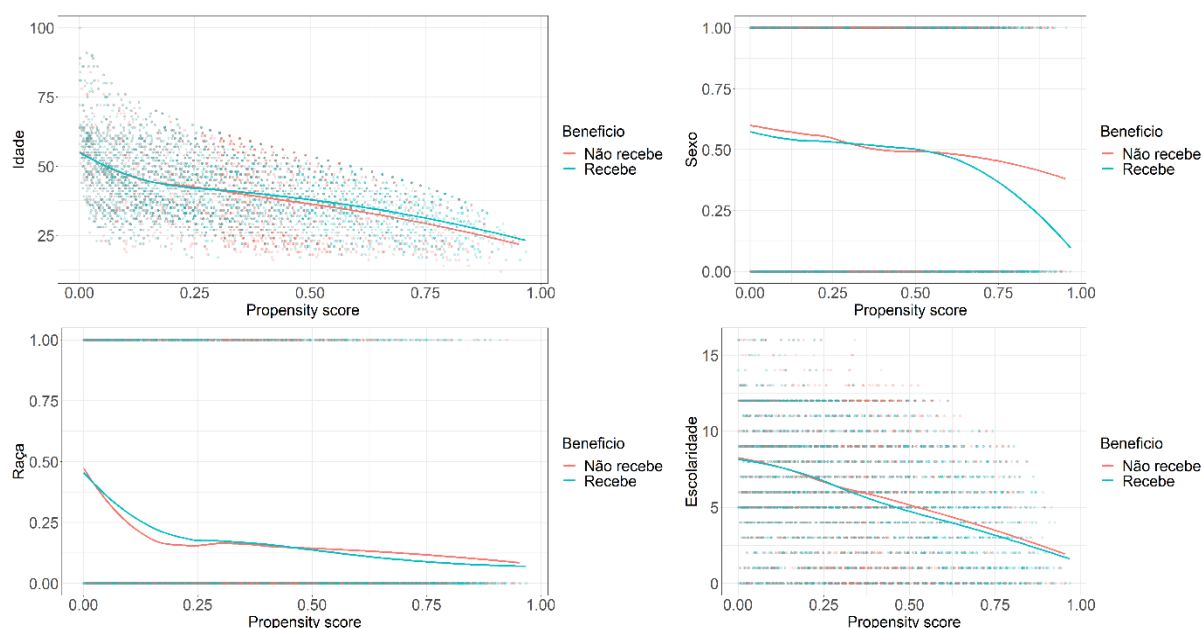 100
75
50
25
Idade
0.00 0.25 0.50 0.75 1.00
Propensity score
Beneficio
Não recebe
Recebe
1.00
0.75
0.50
0.25
0.00
Sexo
0.00 0.25 0.50 0.75 1.00
Propensity score
Beneficio
Não recebe
Recebe
1.00
0.75
0.50
0.25
0.00
Raça
0.00 0.25 0.50 0.75 1.00
Propensity score
Beneficio
Não recebe
Recebe
15
10
5
0
Escolaridade
0.00 0.25 0.50 0.75 1.00
Propensity score
Beneficio
Não recebe
Recebe